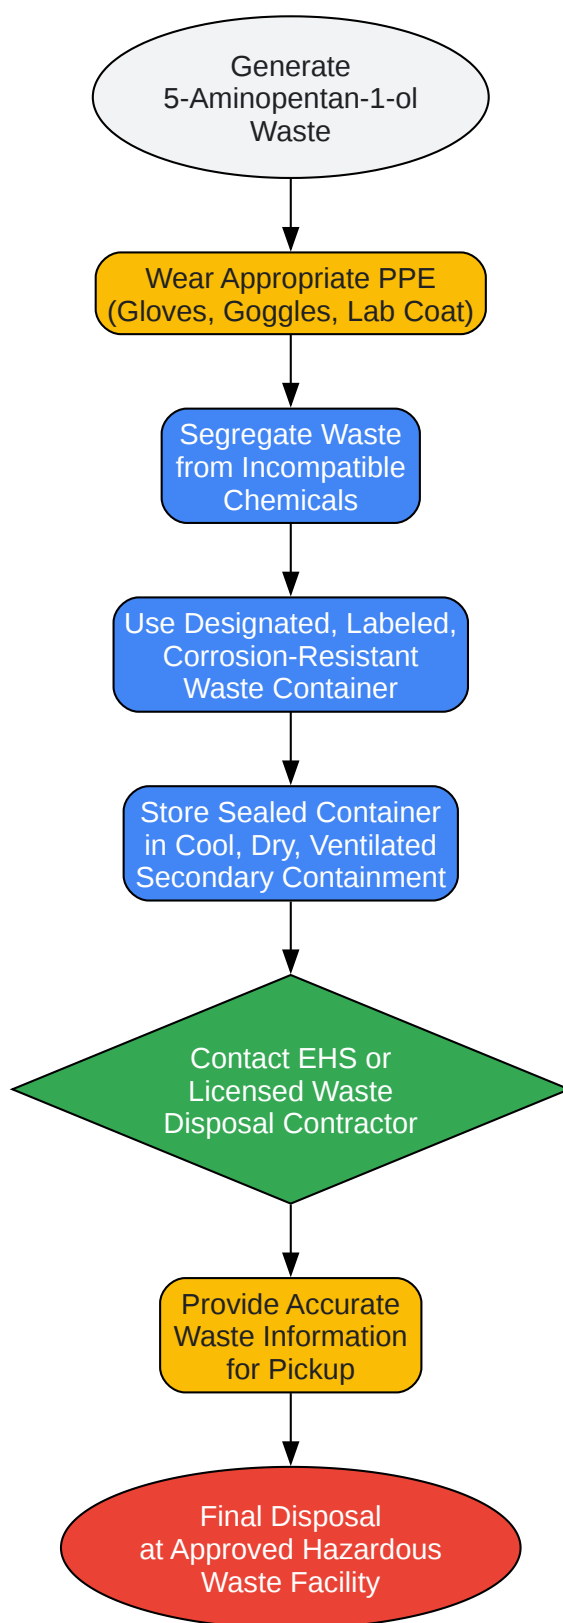 Generate
5-Aminopentan-1-ol
Waste
Wear Appropriate PPE
(Gloves, Goggles, Lab Coat)
Segregate Waste
from Incompatible
Chemicals
Use Designated, Labeled,
Corrosion-Resistant
Waste Container
Store Sealed Container
in Cool, Dry, Ventilated
Secondary Containment
Contact EHS or
Licensed Waste
Disposal Contractor
Provide Accurate
Waste Information
for Pickup
Final Disposal
at Approved Hazardous
Waste Facility